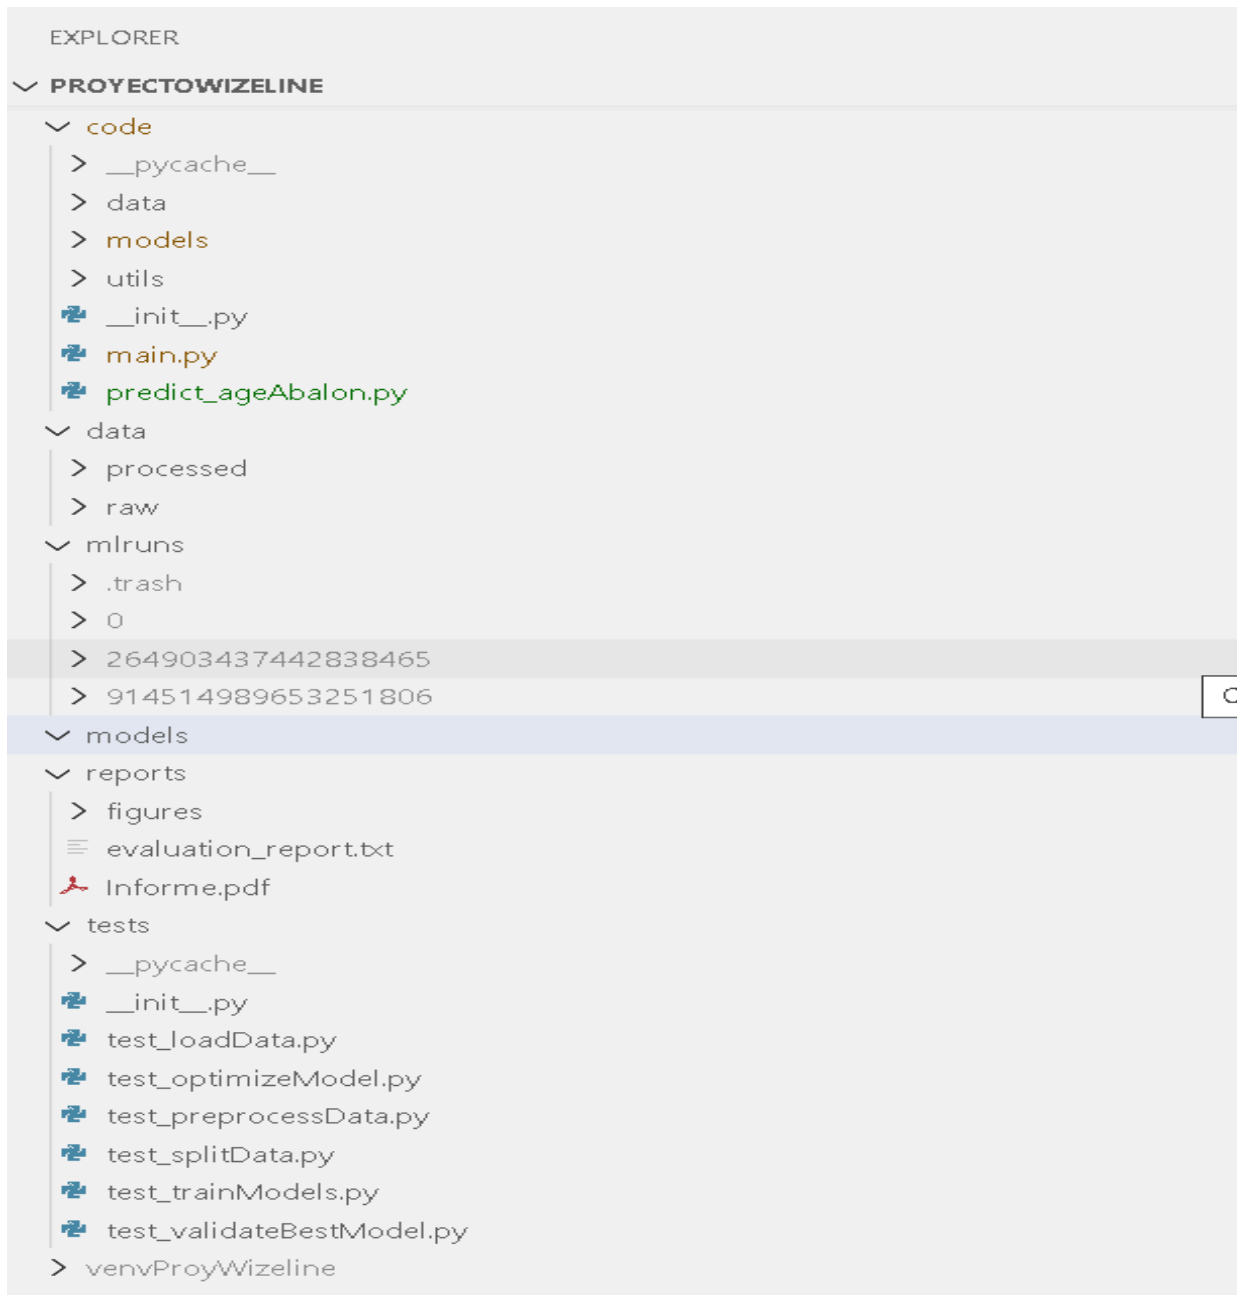 EXPLORER
PROYECTOWIZELINE
code
__pycache__
data
models
utils
__init__.py
main.py
predict_ageAbalon.py
data
processed
raw
mlruns
.trash
0
264903437442838465
914514989653251806
models
reports
figures
evaluation_report.txt
Informe.pdf
tests
__pycache__
__init__.py
test_loadData.py
test_optimizeModel.py
test_preprocessData.py
test_splitData.py
test_trainModels.py
test_validateBestModel.py
venvProyWizeline